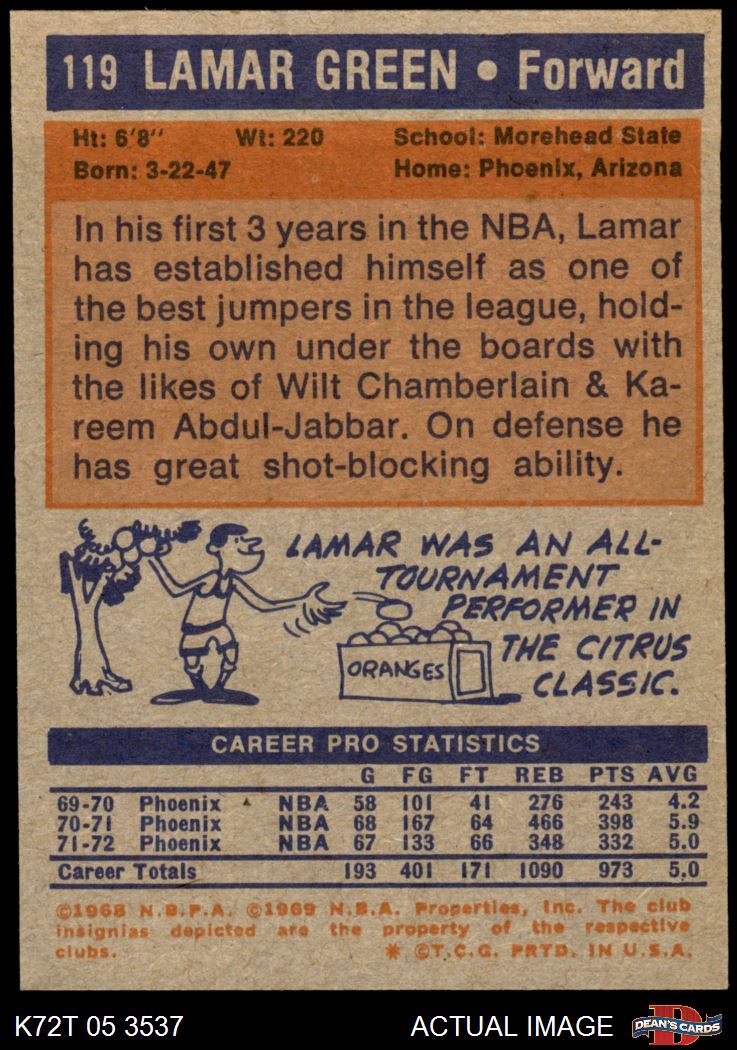 119 LAMAR GREEN • Forward
Ht: 6'8" Wt: 220 School: Morehead State
Born: 3-22-47 Home: Phoenix, Arizona
In his first 3 years in the NBA, Lamar
has established himself as one of
the best jumpers in the league, hold-
ing his own under the boards with
the likes of Wilt Chamberlain & Ka-
reem Abdul-Jabbar. On defense he
has great shot-blocking ability.
LAMAR WAS AN ALL-
TOURNAMENT
PERFORMER IN
THE CITRUS
CLASSIC.
ORANGES
CAREER PRO STATISTICS
G FG FT REB PTS AVG
69-70 Phoenix NBA 58 101 41 276 243 4.2
70-71 Phoenix NBA 68 167 64 466 398 5.9
71-72 Phoenix NBA 67 133 66 348 332 5.0
Career Totals 193 401 171 1090 973 5.0
©1968 N.B.P.A. ©1969 N.B.A. Properties, Inc. The club
insignias depicted are the property of the respective
clubs. * ©T.C.G. PRTD. IN U.S.A.
K72T 05 3537 ACTUAL IMAGE DEAN'S CARDS